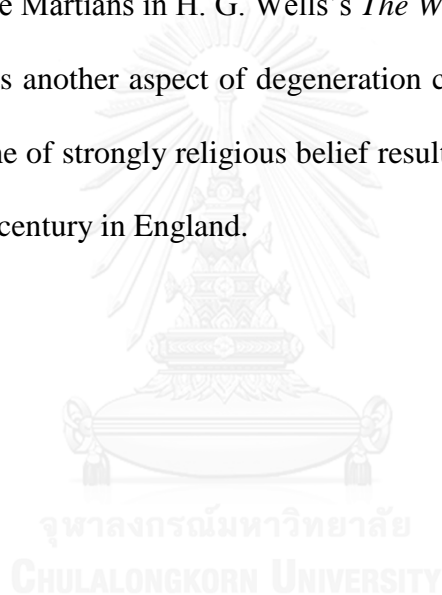 e Martians in H. G. Wells's The W
s another aspect of degeneration c
ne of strongly religious belief result
century in England.
จุฬาลงกรณ์มหาวิทยาลัย
CHULALONGKORN UNIVERSITY